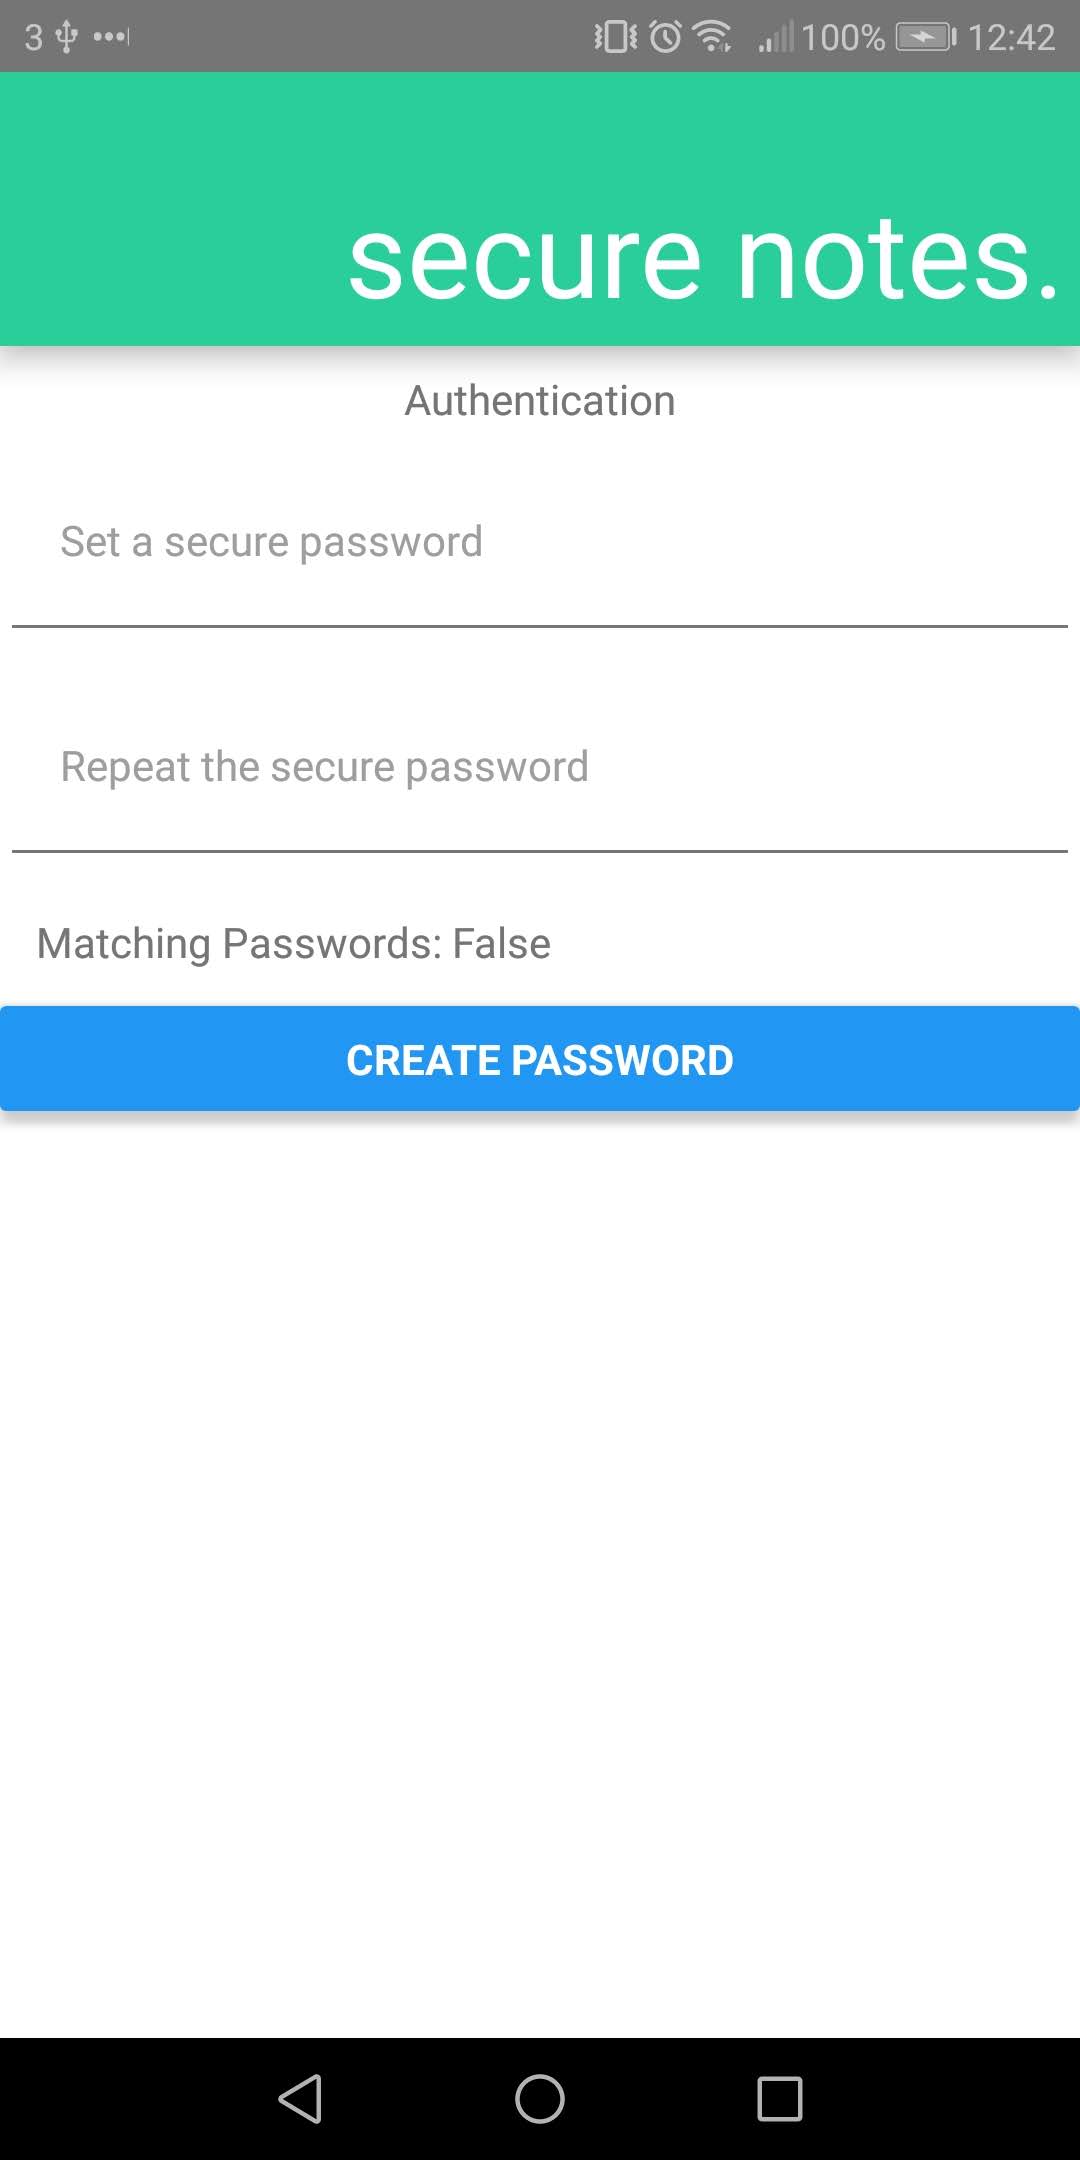 3 100% 12:42
secure notes.
Authentication
Set a secure password
Repeat the secure password
Matching Passwords: False
CREATE PASSWORD